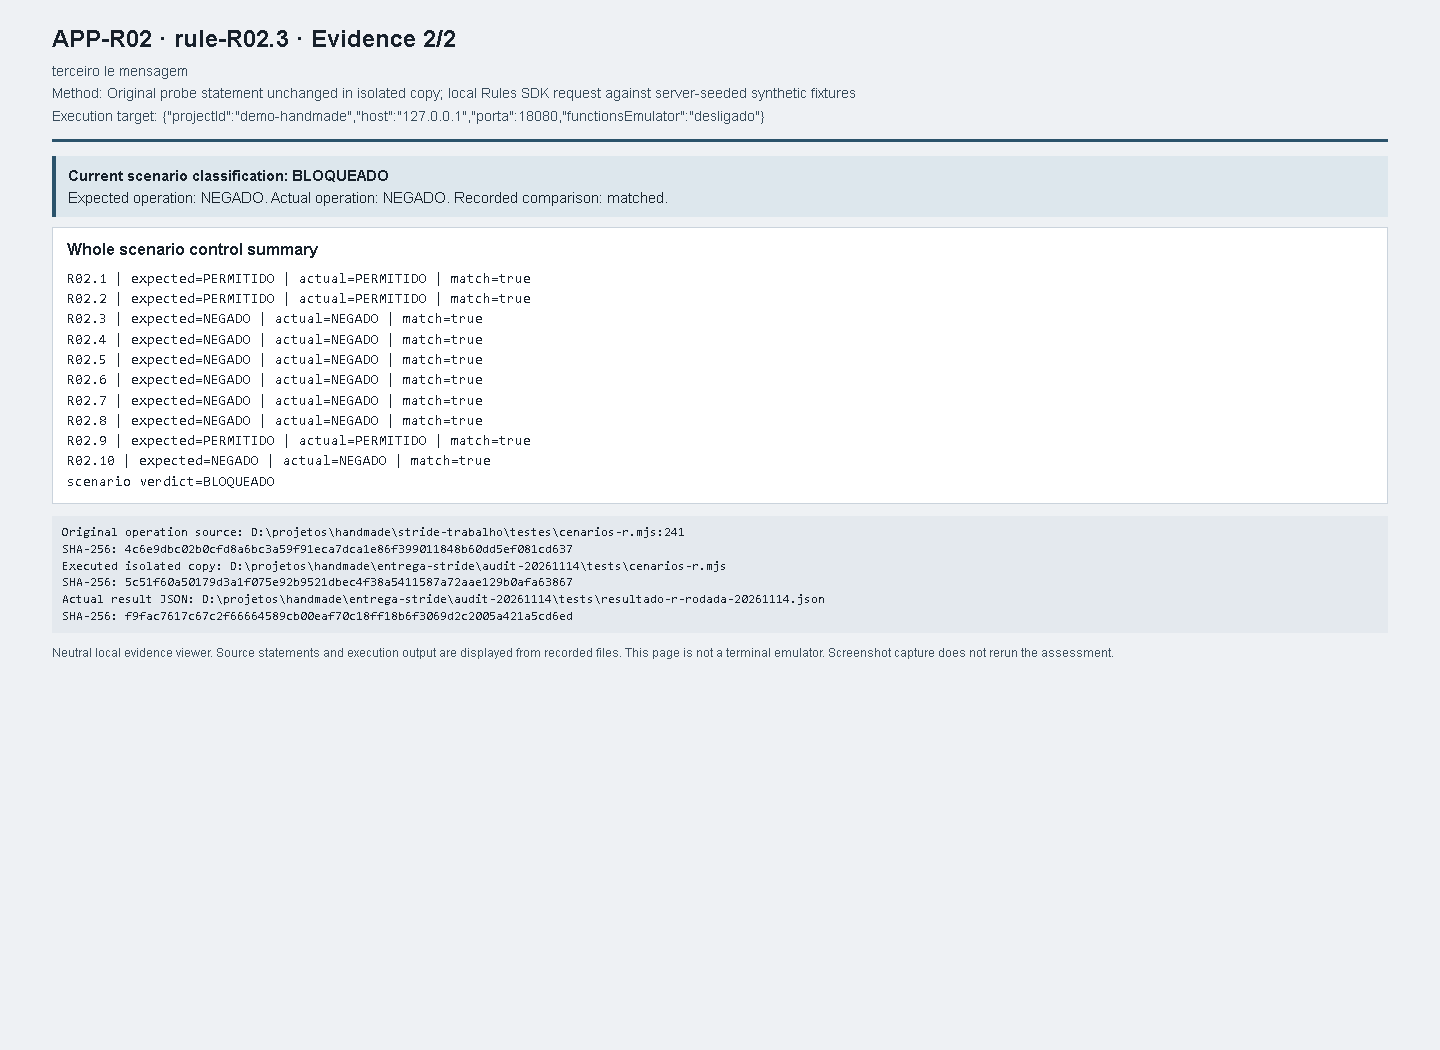 APP-R02 · rule-R02.3 · Evidence 2/2
terceiro le mensagem
Method: Original probe statement unchanged in isolated copy; local Rules SDK request against server-seeded synthetic fixtures
Execution target: {"projectId":"demo-handmade","host":"127.0.0.1","porta":18080,"functionsEmulator":"desligado"}
Current scenario classification: BLOQUEADO
Expected operation: NEGADO. Actual operation: NEGADO. Recorded comparison: matched.
Whole scenario control summary
R02.1 | expected=PERMITIDO | actual=PERMITIDO | match=true
R02.2 | expected=PERMITIDO | actual=PERMITIDO | match=true
R02.3 | expected=NEGADO | actual=NEGADO | match=true
R02.4 | expected=NEGADO | actual=NEGADO | match=true
R02.5 | expected=NEGADO | actual=NEGADO | match=true
R02.6 | expected=NEGADO | actual=NEGADO | match=true
R02.7 | expected=NEGADO | actual=NEGADO | match=true
R02.8 | expected=NEGADO | actual=NEGADO | match=true
R02.9 | expected=PERMITIDO | actual=PERMITIDO | match=true
R02.10 | expected=NEGADO | actual=NEGADO | match=true
scenario verdict=BLOQUEADO
Original operation source: D:\projetos\handmade\stride-trabalho\testes\cenarios-r.mjs:241
SHA-256: 4c6e9dbc02b0cfd8a6bc3a59f91eca7dca1e86f399011848b60dd5ef081cd637
Executed isolated copy: D:\projetos\handmade\entrega-stride\audit-20261114\tests\cenarios-r.mjs
SHA-256: 5c51f60a50179d3a1f075e92b9521dbec4f38a5411587a72aae129b0afa63867
Actual result JSON: D:\projetos\handmade\entrega-stride\audit-20261114\tests\resultado-r-rodada-20261114.json
SHA-256: f9fac7617c67c2f66664589cb00eaf70c18ff18b6f3069d2c2005a421a5cd6ed
Neutral local evidence viewer. Source statements and execution output are displayed from recorded files. This page is not a terminal emulator. Screenshot capture does not rerun the assessment.